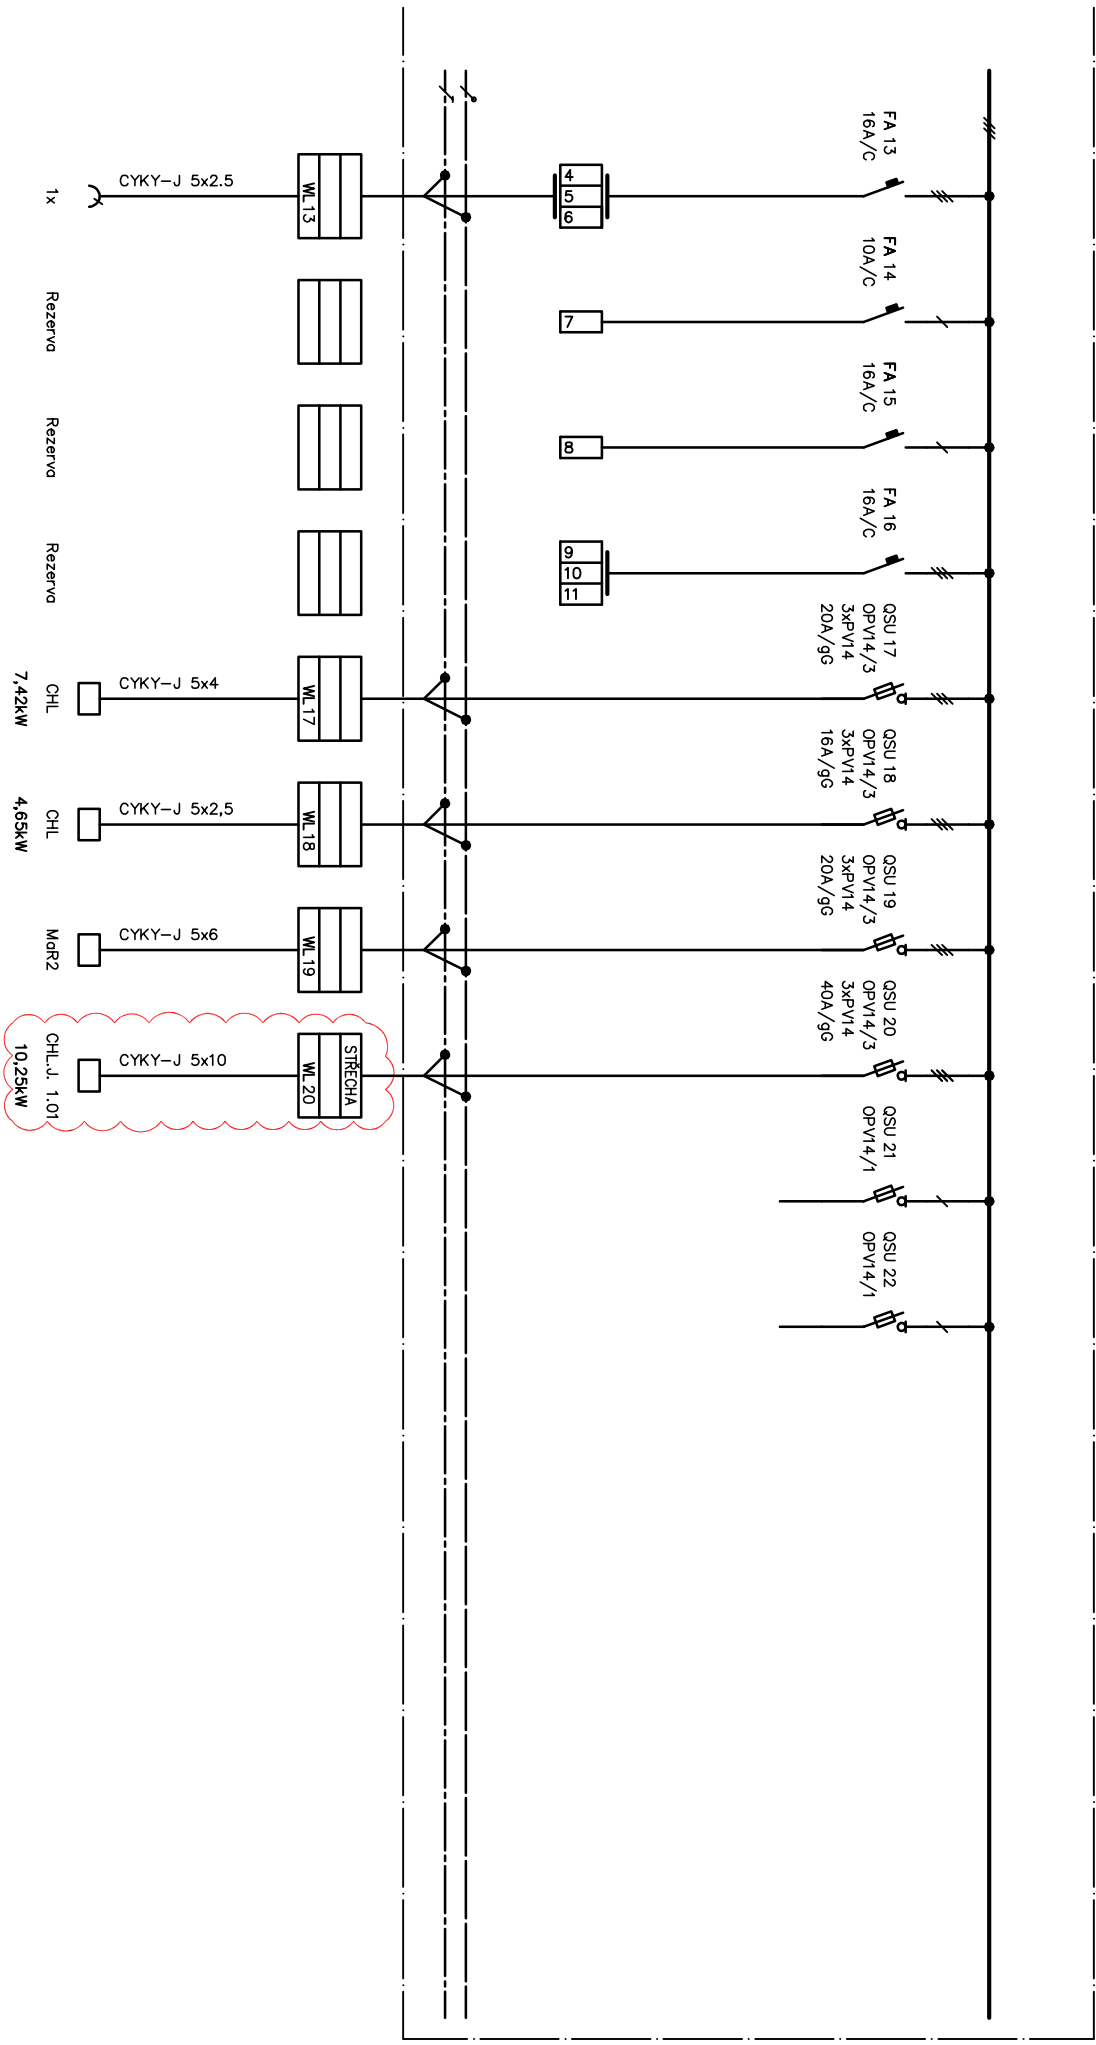 FA 13
16A/C
4
5
6
WL 13
CYKY-J 5x2.5
1x
FA 14
10A/C
7
Rezerva
FA 15
16A/C
8
Rezerva
FA 16
16A/C
9
10
11
Rezerva
QSU 17
OPV14/3
3xPV14
20A/gG
WL 17
CYKY-J 5x4
CHL
7,42kW
QSU 18
OPV14/3
3xPV14
16A/gG
WL 18
CYKY-J 5x2,5
CHL
4,65kW
QSU 19
OPV14/3
3xPV14
20A/gG
WL 19
CYKY-J 5x6
MaR2
QSU 20
OPV14/3
3xPV14
40A/gG
STŘECHA
WL 20
CYKY-J 5x10
CHL.J. 1.01
10,25kW
QSU 21
OPV14/1
QSU 22
OPV14/1